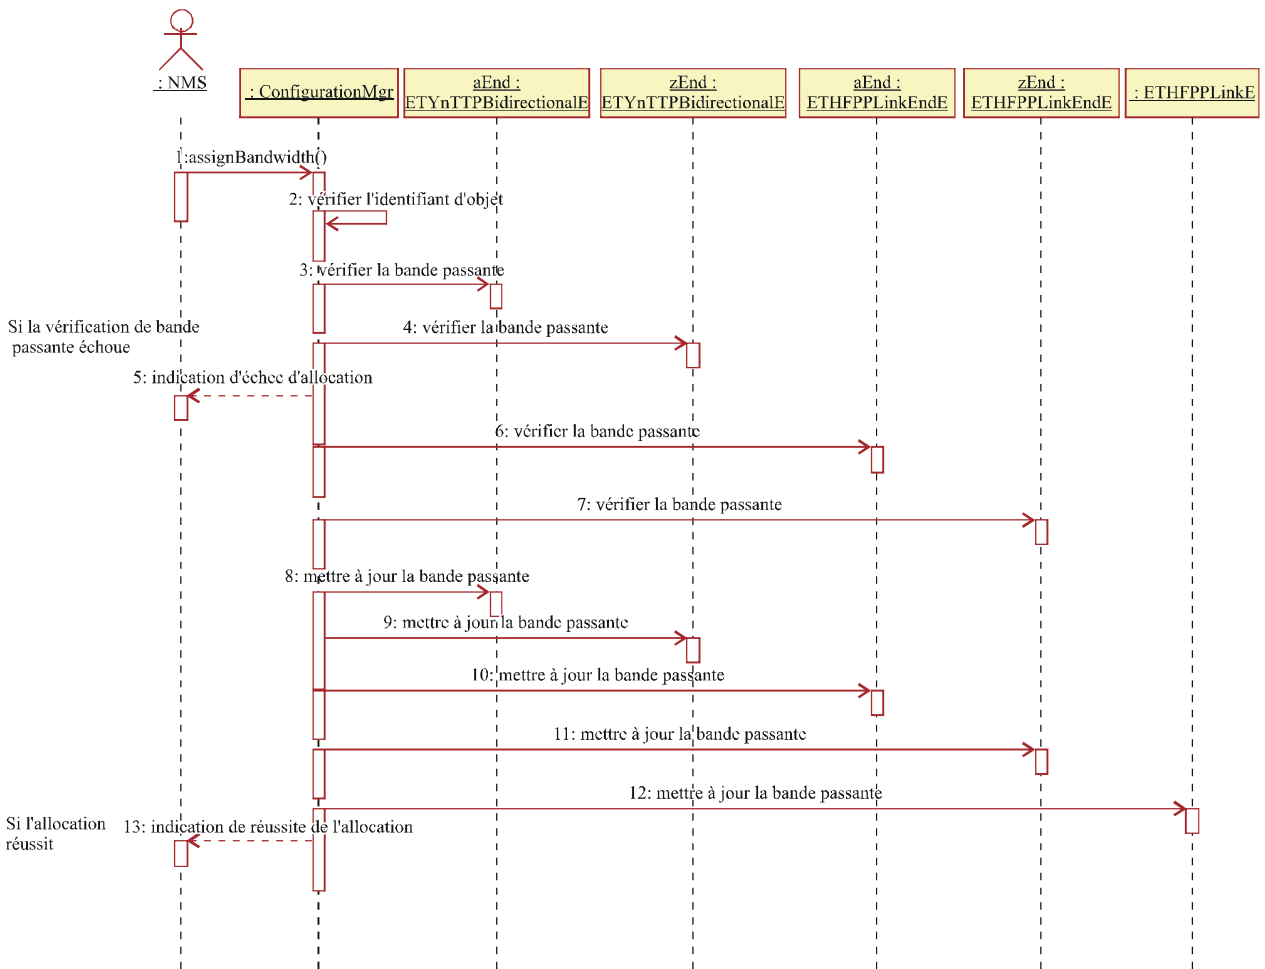 : NMS
: ConfigurationMgr
aEnd :
ETYnTTPBidirectionalE
zEnd :
ETYnTTPBidirectionalE
aEnd :
ETHFPPLinkEndE
zEnd :
ETHFPPLinkEndE
: ETHFPPLinkE
1:assignBandwidth()
2: vérifier l'identifiant d'objet
3: vérifier la bande passante
Si la vérification de bande
passante échoue
4: vérifier la bande passante
5: indication d'échec d'allocation
6: vérifier la bande passante
7: vérifier la bande passante
8: mettre à jour la bande passante
9: mettre à jour la bande passante
10: mettre à jour la bande passante
11: mettre à jour la bande passante
12: mettre à jour la bande passante
Si l'allocation
réussit
13: indication de réussite de l'allocation